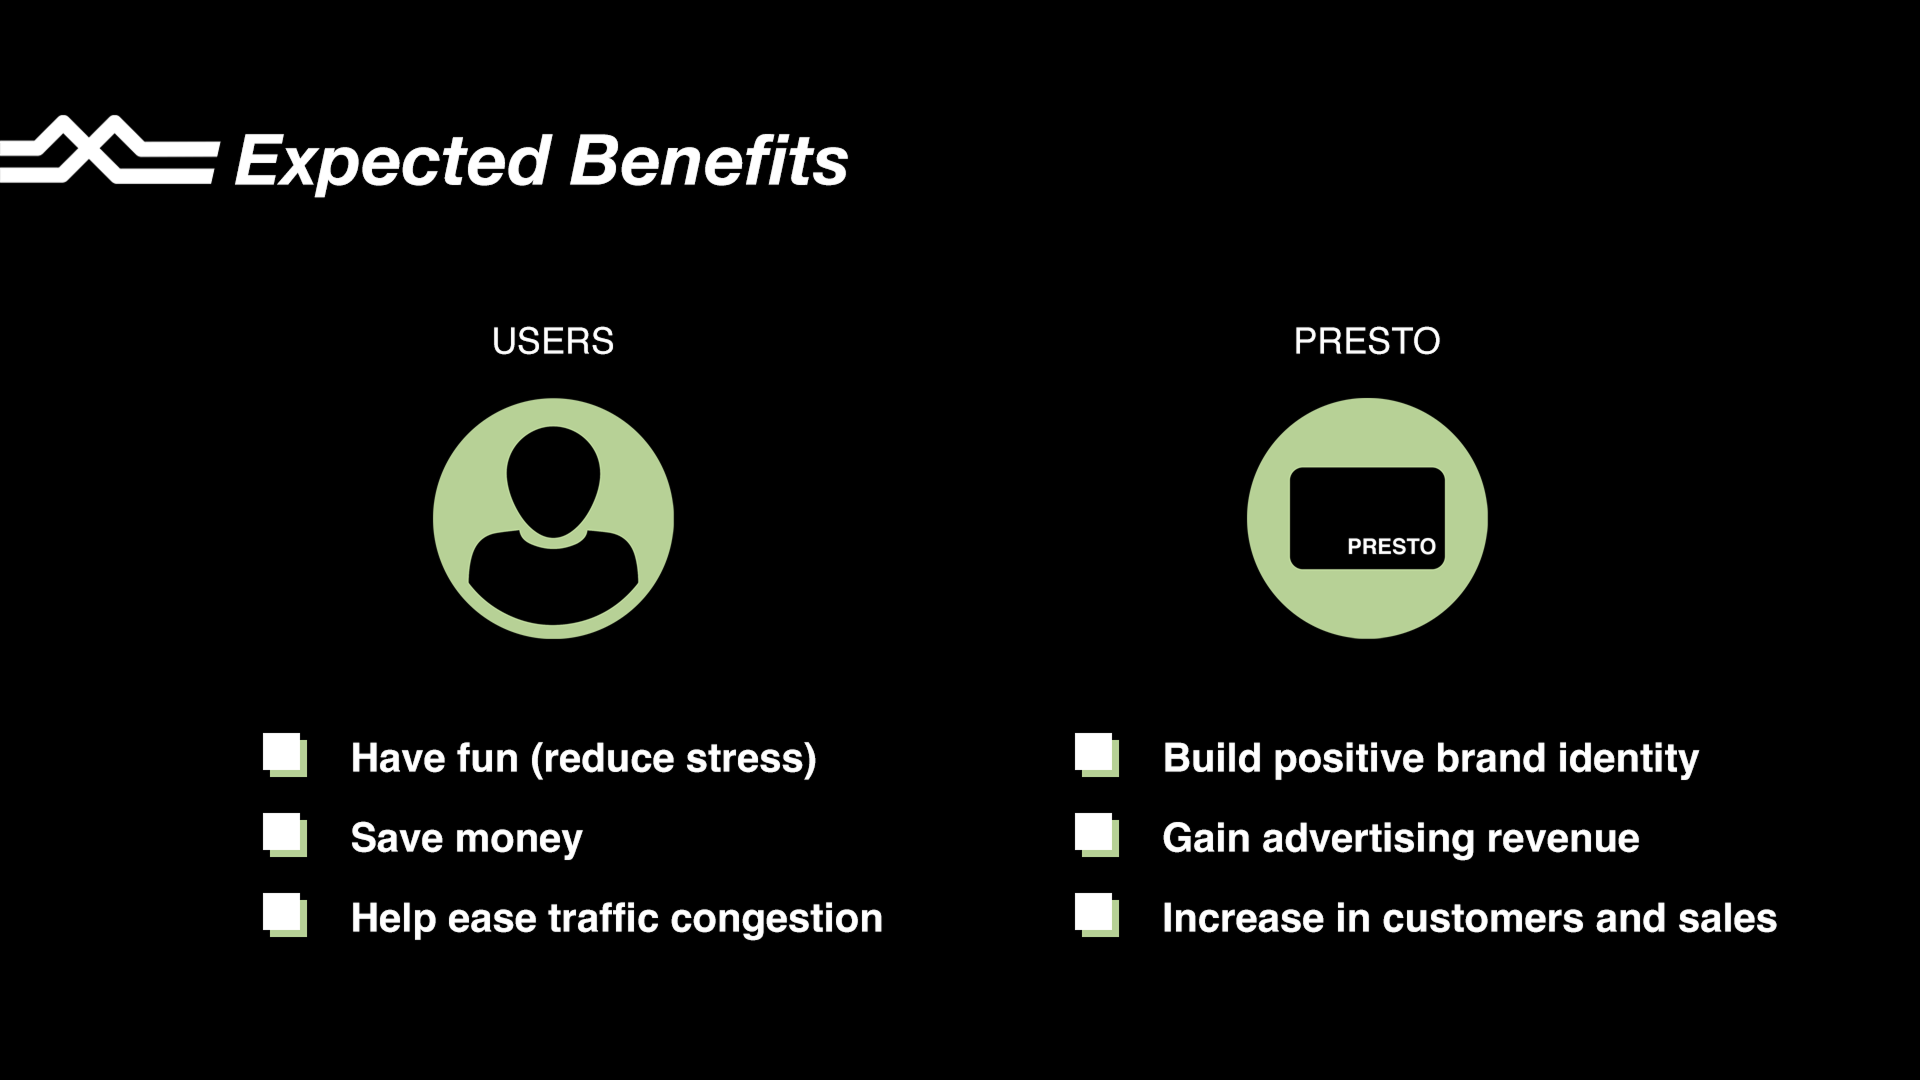 Expected Benefits
USERS
PRESTO
PRESTO
Have fun (reduce stress)
Save money
Help ease traffic congestion
Build positive brand identity
Gain advertising revenue
Increase in customers and sales